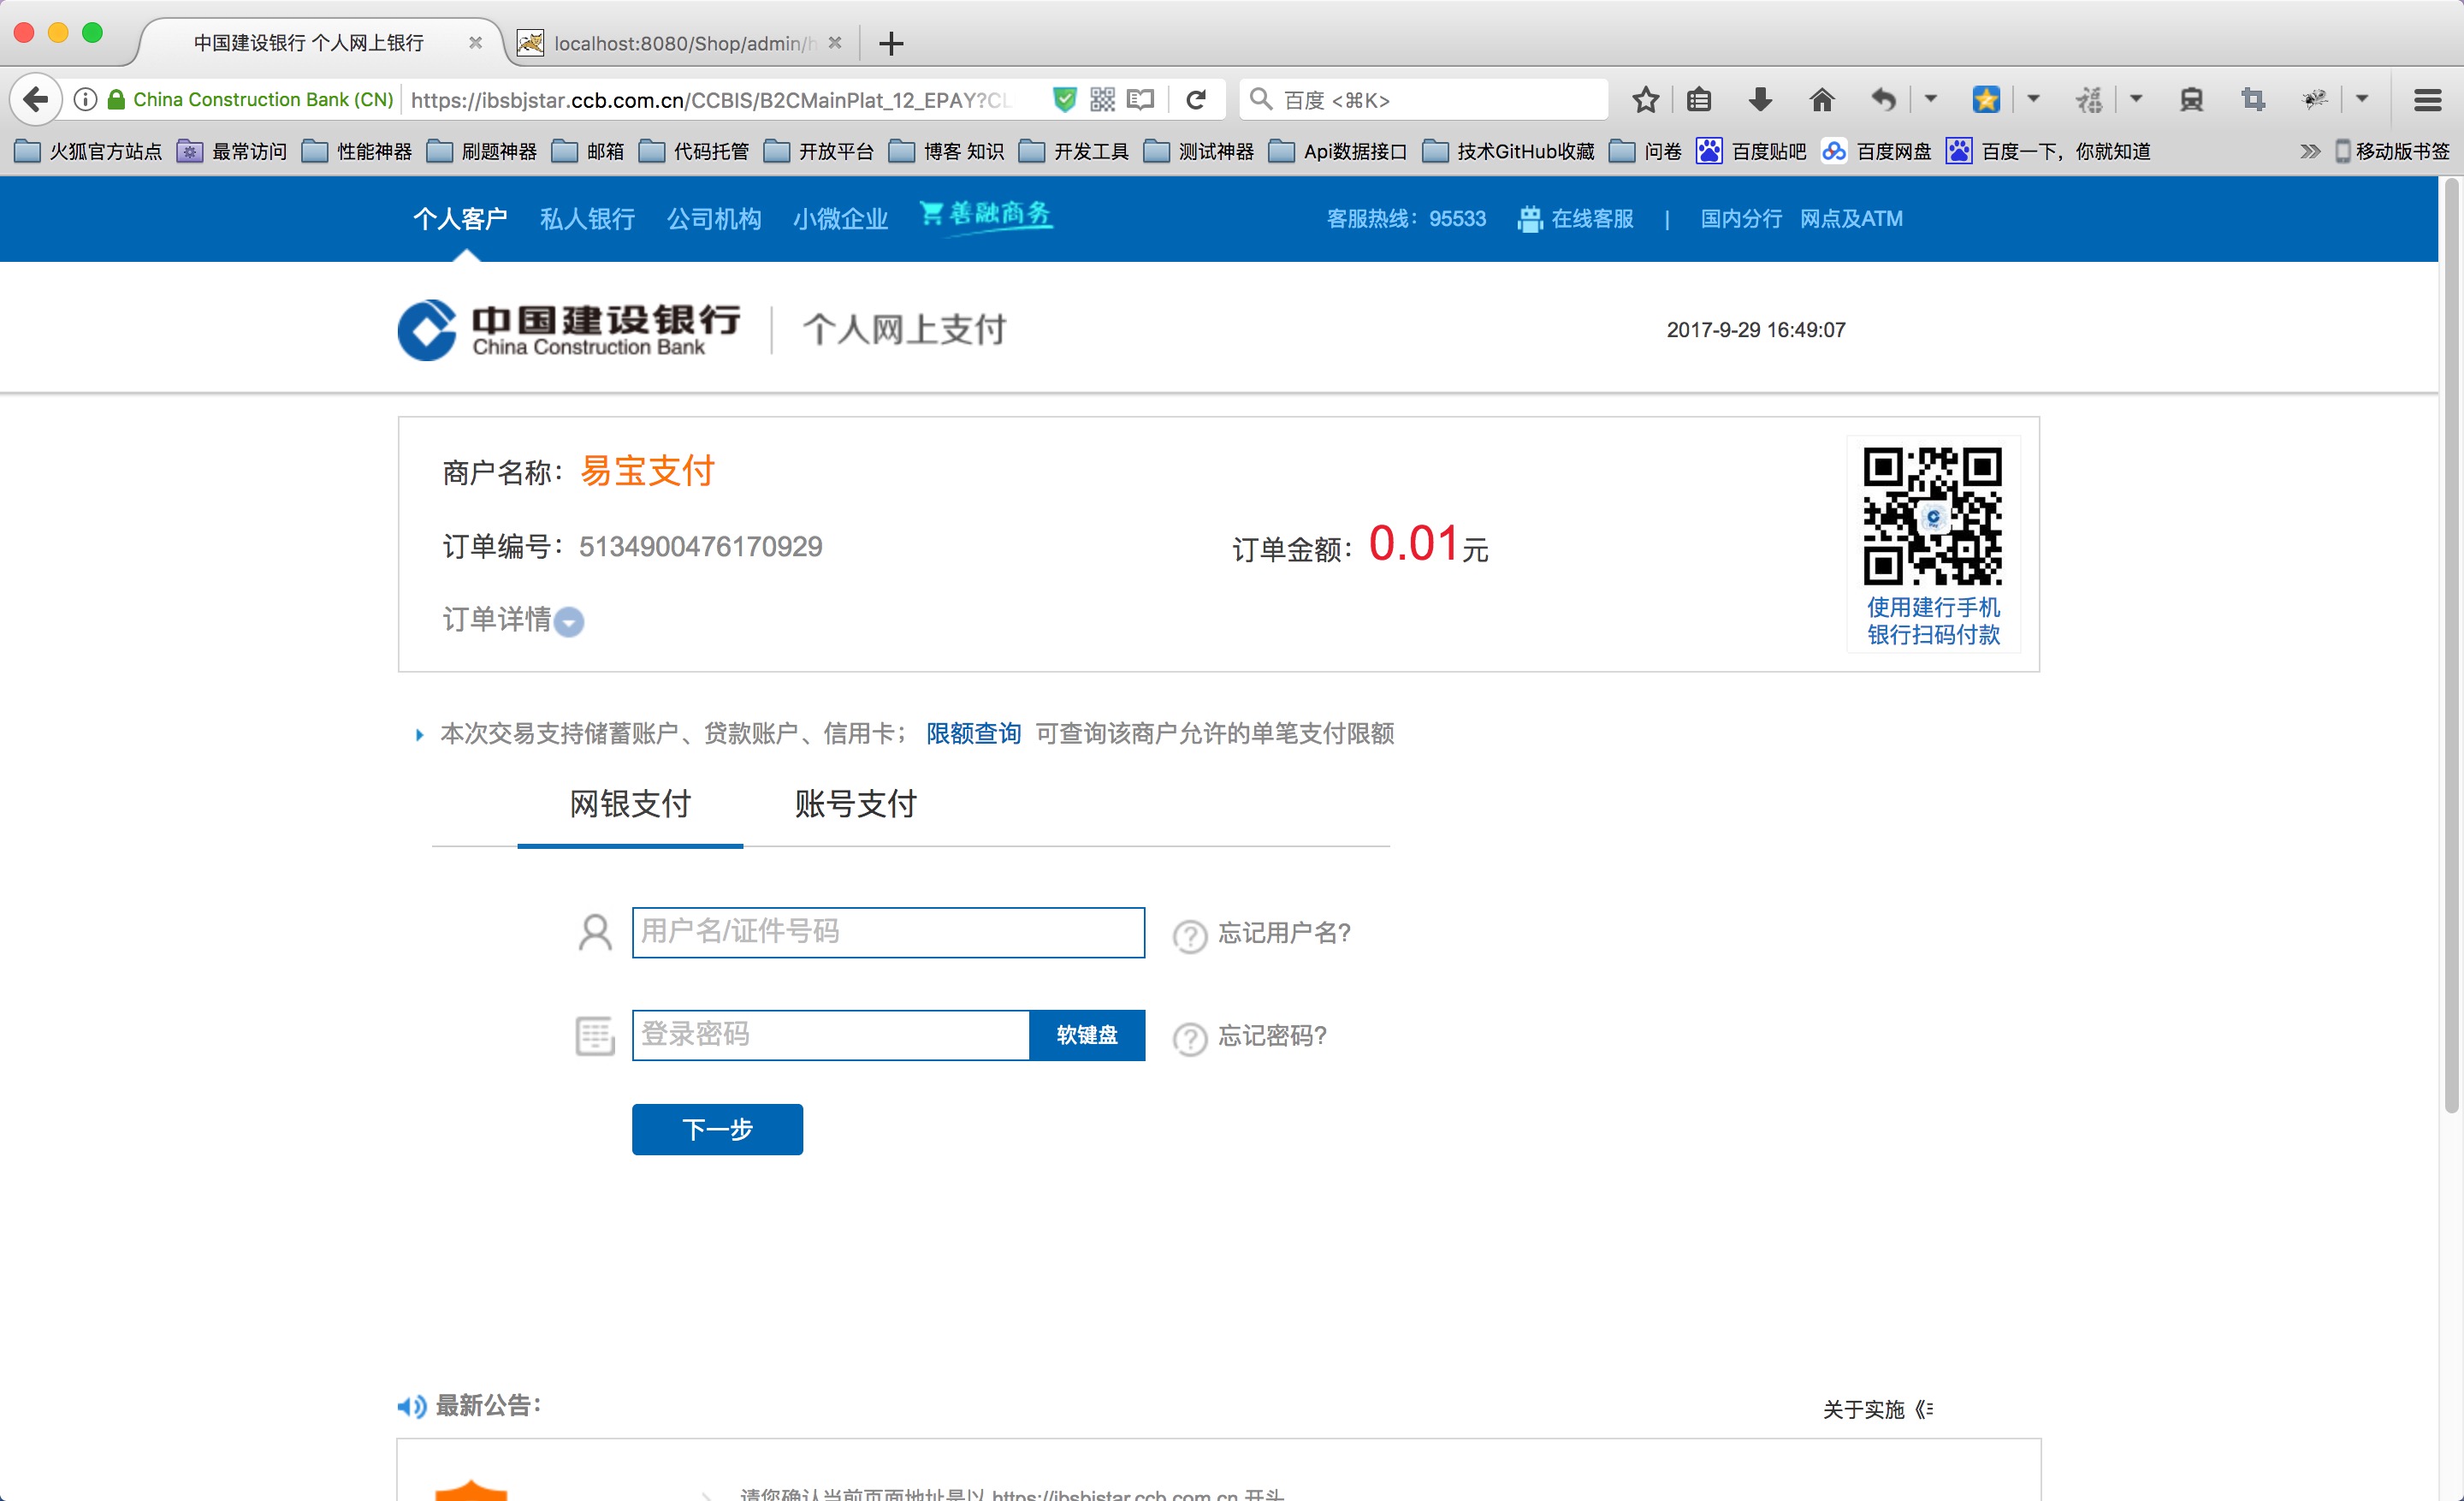 中国建设银行 个人网上银行
localhost:8080/Shop/admin/h
China Construction Bank (CN)
https://ibsbjstar.ccb.com.cn/CCBIS/B2CMainPlat_12_EPAY?CL
百度 <⌘K>
火狐官方站点 最常访问 性能神器 刷题神器 邮箱 代码托管 开放平台 博客 知识 开发工具 测试神器 Api数据接口 技术GitHub收藏 问卷 百度贴吧 百度网盘 百度一下，你就知道 移动版书签
个人客户 私人银行 公司机构 小微企业 善融商务 客服热线：95533 在线客服 | 国内分行 网点及ATM
中国建设银行
China Construction Bank
个人网上支付
2017-9-29 16:49:07
商户名称：易宝支付
订单编号：5134900476170929
订单金额：0.01元
订单详情
使用建行手机
银行扫码付款
本次交易支持储蓄账户、贷款账户、信用卡； 限额查询 可查询该商户允许的单笔支付限额
网银支付 账号支付
用户名/证件号码 忘记用户名?
登录密码 软键盘 忘记密码?
下一步
最新公告：
关于实施《
请您确认当前页面地址是以 https://ibsbjstar.ccb.com.cn 开头